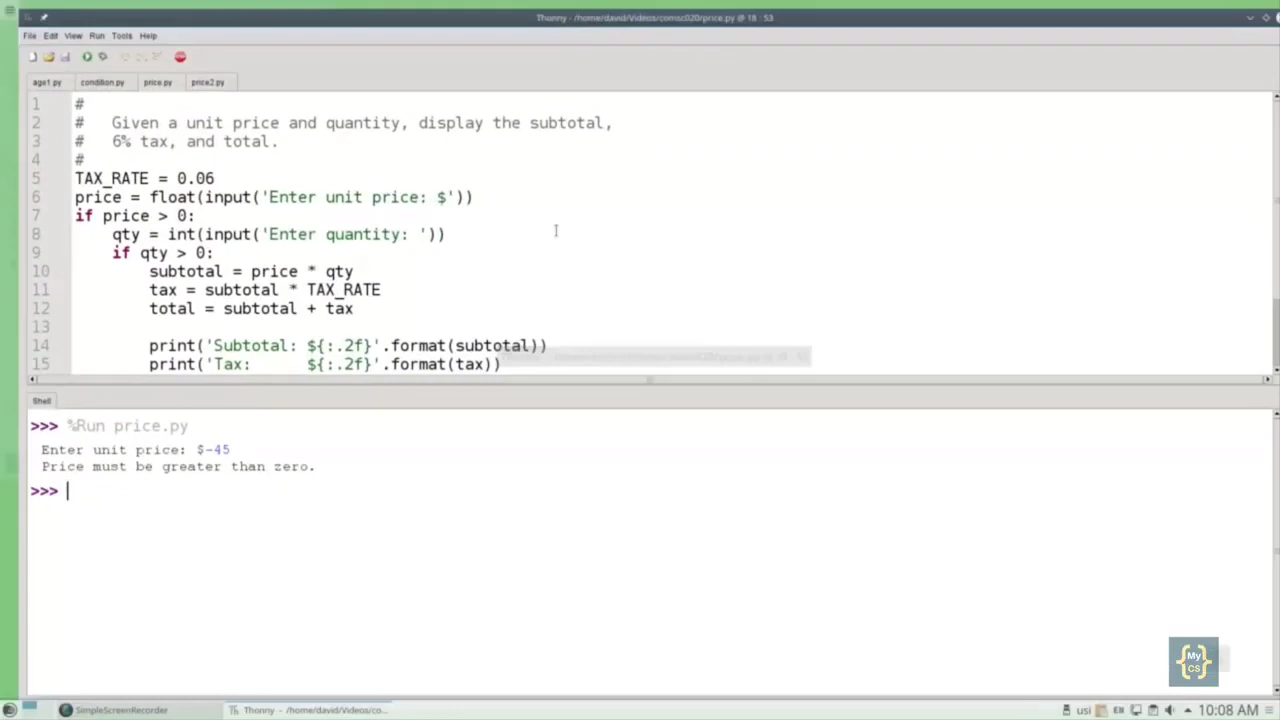 Thonny - /home/david/Videos/comsc020/price.py @ 18 : 53
File Edit View Run Tools Help
age1.py condition.py price.py price2.py
1 #
2 #   Given a unit price and quantity, display the subtotal,
3 #   6% tax, and total.
4 #
5 TAX_RATE = 0.06
6 price = float(input('Enter unit price: $'))
7 if price > 0:
8     qty = int(input('Enter quantity: '))
9     if qty > 0:
10         subtotal = price * qty
11         tax = subtotal * TAX_RATE
12         total = subtotal + tax
13
14         print('Subtotal: ${:.2f}'.format(subtotal))
15         print('Tax:      ${:.2f}'.format(tax))
Shell
>>> %Run price.py
Enter unit price: $-45
Price must be greater than zero.
>>>
{My CS}
SimpleScreenRecorder Thonny - /home/david/Videos/co... usi EB 10:08 AM